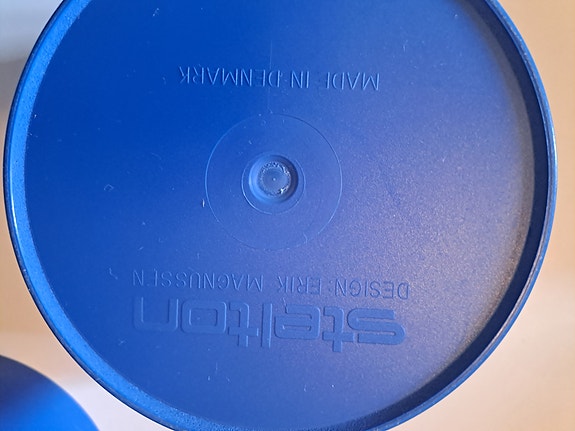 stelton
DESIGN: ERIK MAGNUSSEN
MADE IN DENMARK